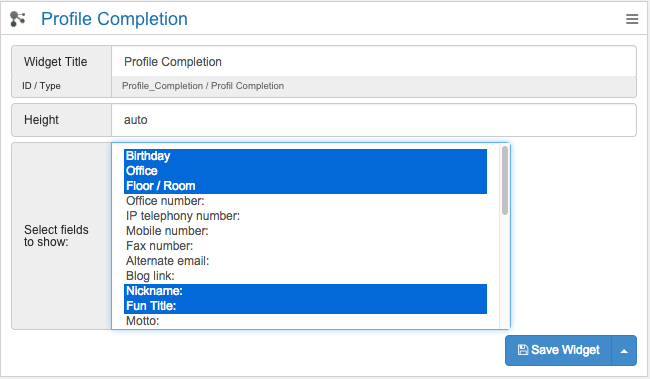 Profile Completion
Widget Title
Profile Completion
ID / Type
Profile_Completion / Profil Completion
Height
auto
Select fields
to show:
Birthday
Office
Floor / Room
Office number:
IP telephony number:
Mobile number:
Fax number:
Alternate email:
Blog link:
Nickname:
Fun Title:
Motto:
Save Widget